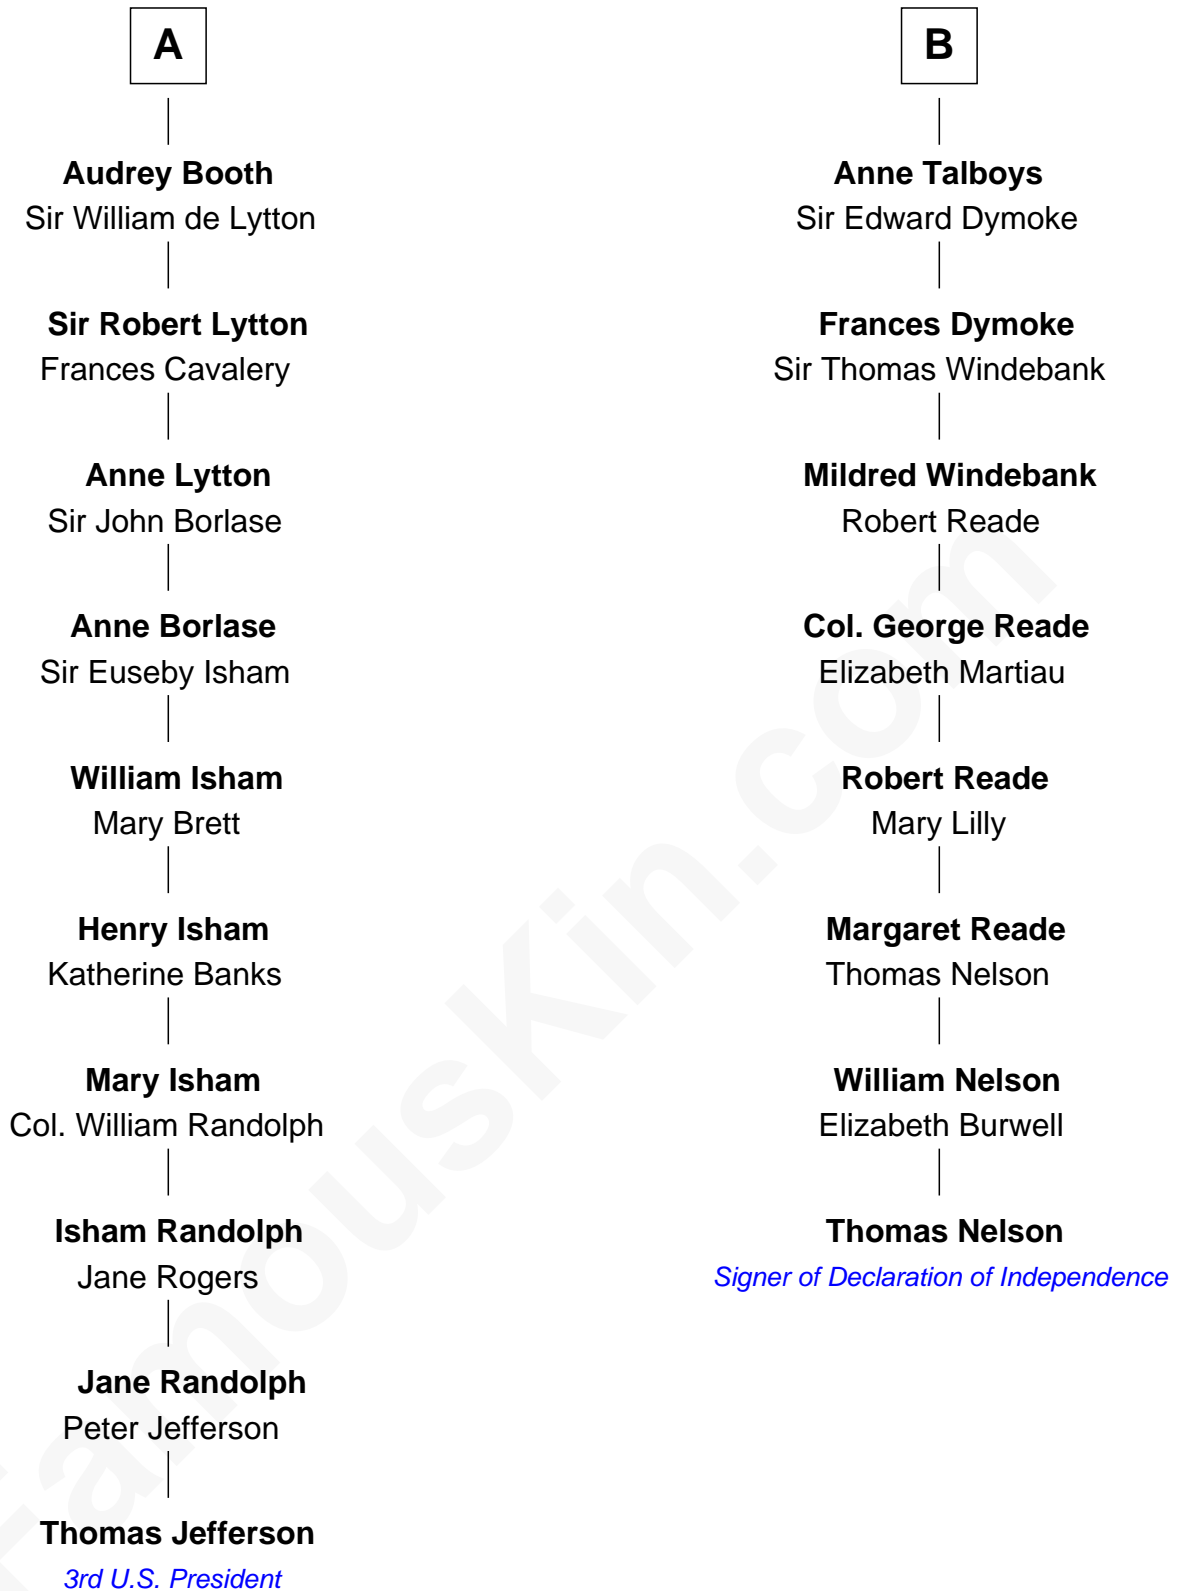 A
Audrey Booth
Sir William de Lytton
Sir Robert Lytton
Frances Cavalery
Anne Lytton
Sir John Borlase
Anne Borlase
Sir Euseby Isham
William Isham
Mary Brett
Henry Isham
Katherine Banks
Mary Isham
Col. William Randolph
Isham Randolph
Jane Rogers
Jane Randolph
Peter Jefferson
Thomas Jefferson
3rd U.S. President
B
Anne Talboys
Sir Edward Dymoke
Frances Dymoke
Sir Thomas Windebank
Mildred Windebank
Robert Reade
Col. George Reade
Elizabeth Martiau
Robert Reade
Mary Lilly
Margaret Reade
Thomas Nelson
William Nelson
Elizabeth Burwell
Thomas Nelson
Signer of Declaration of Independence
FamousKin.com